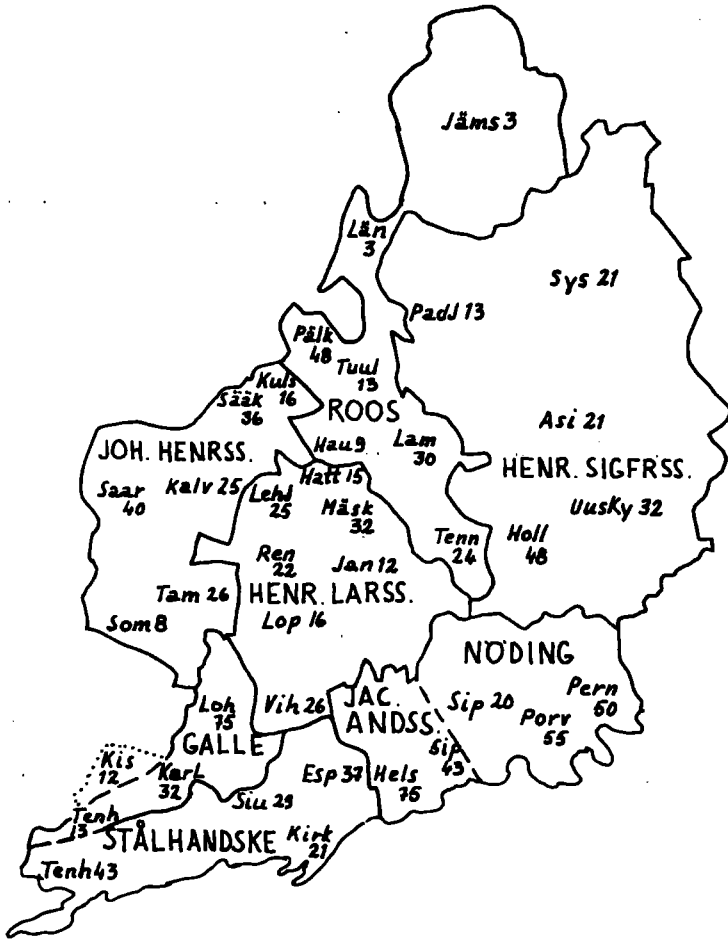 Jäms 3
Län
3
Sys 21
Padj 13
Pälk
48
Tuul
13
Kuls
16
Sääk
36
ROOS
Asi 21
Hau 9
Lam
30
JOH. HENRSS.
HENR. SIGFRSS.
Hatt 15
Saar
40
Kalv 25
Lehj
25
Mäsk
32
Uusky 32
Holl
48
Tenn
24
Ren
22
Jan 12
Tam 26
HENR. LARSS.
Som 8
Lop 16
NÖDING
Loh
75
Vih 26
JAC.
ANDSS.
Sip 20
Pern
60
Porv
55
GALLE
Sip
43
Kis
12
Karl
32
Esp 37
Hels
76
Siu 29
Tenh
3
STÅLHANDSKE
Kirk
21
Tenh 43